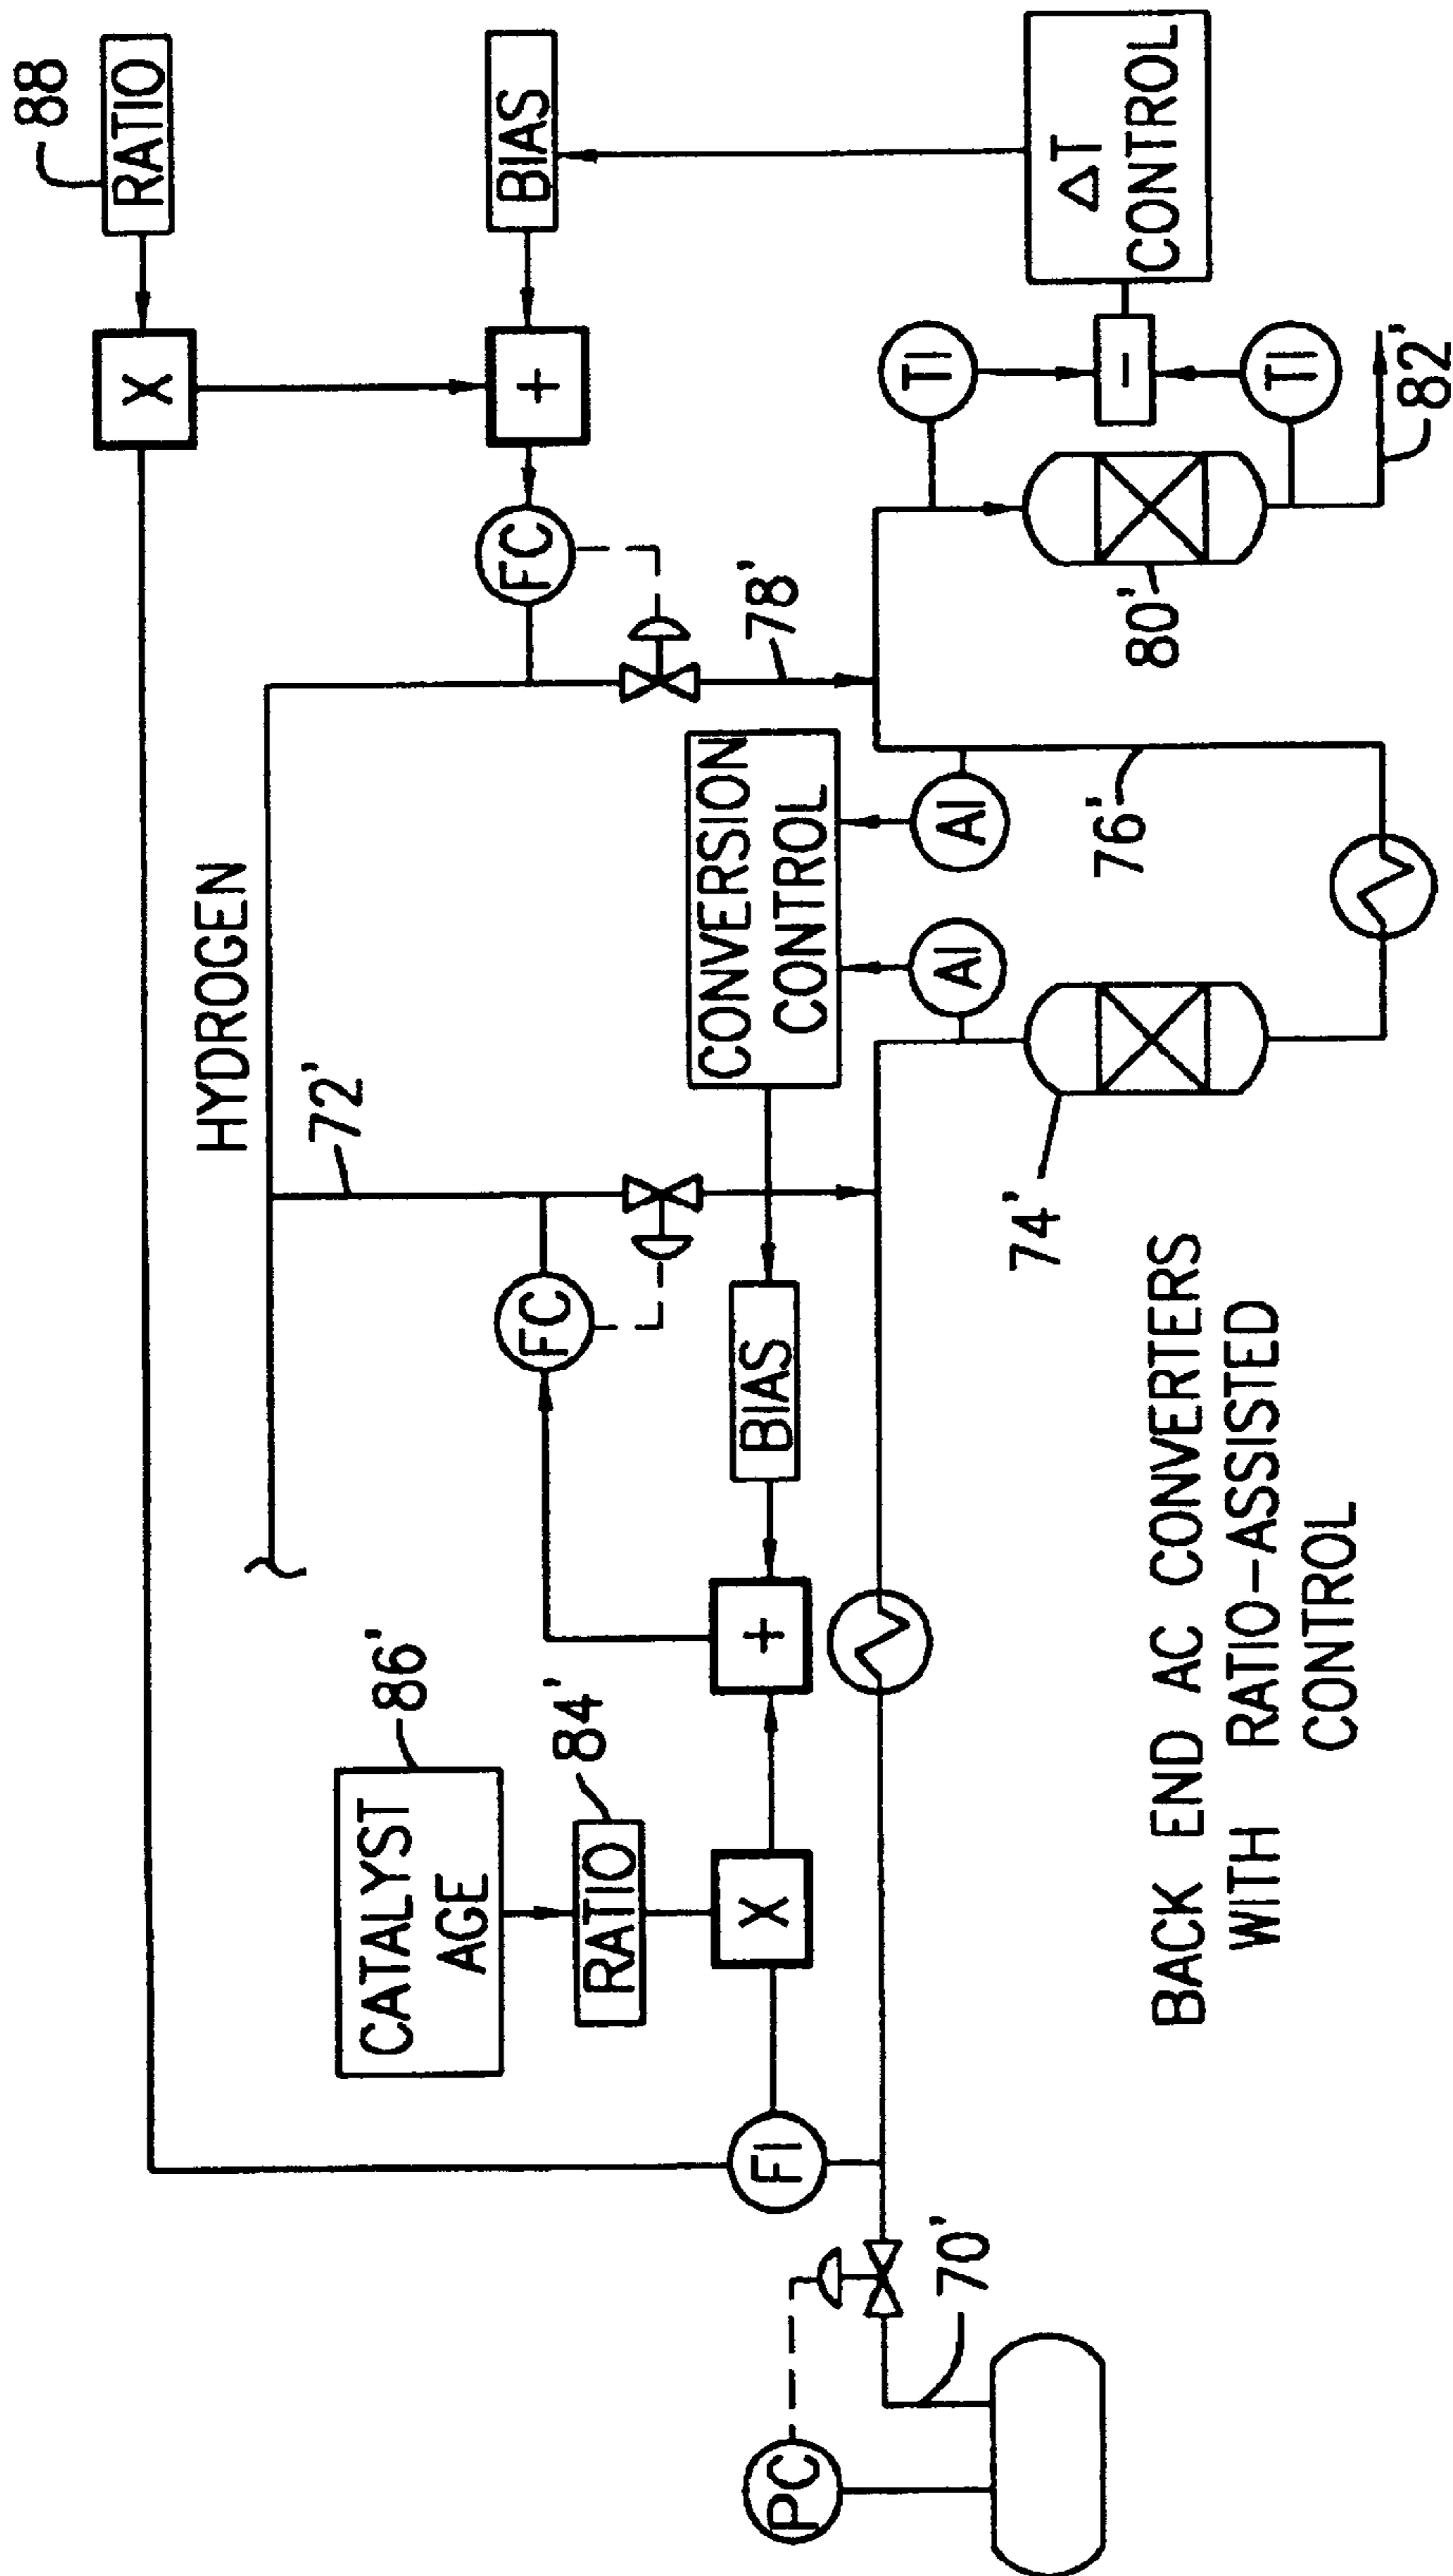 88
RATIO
X
BIAS
+
FC
HYDROGEN
72'
78'
CATALYST
AGE
86'
RATIO
84'
X
+
BIAS
FC
CONVERSION
CONTROL
AI
AI
76'
TI
-
TI
ΔT
CONTROL
80'
82'
74'
FI
PC
70'
BACK END AC CONVERTERS
WITH RATIO-ASSISTED
CONTROL